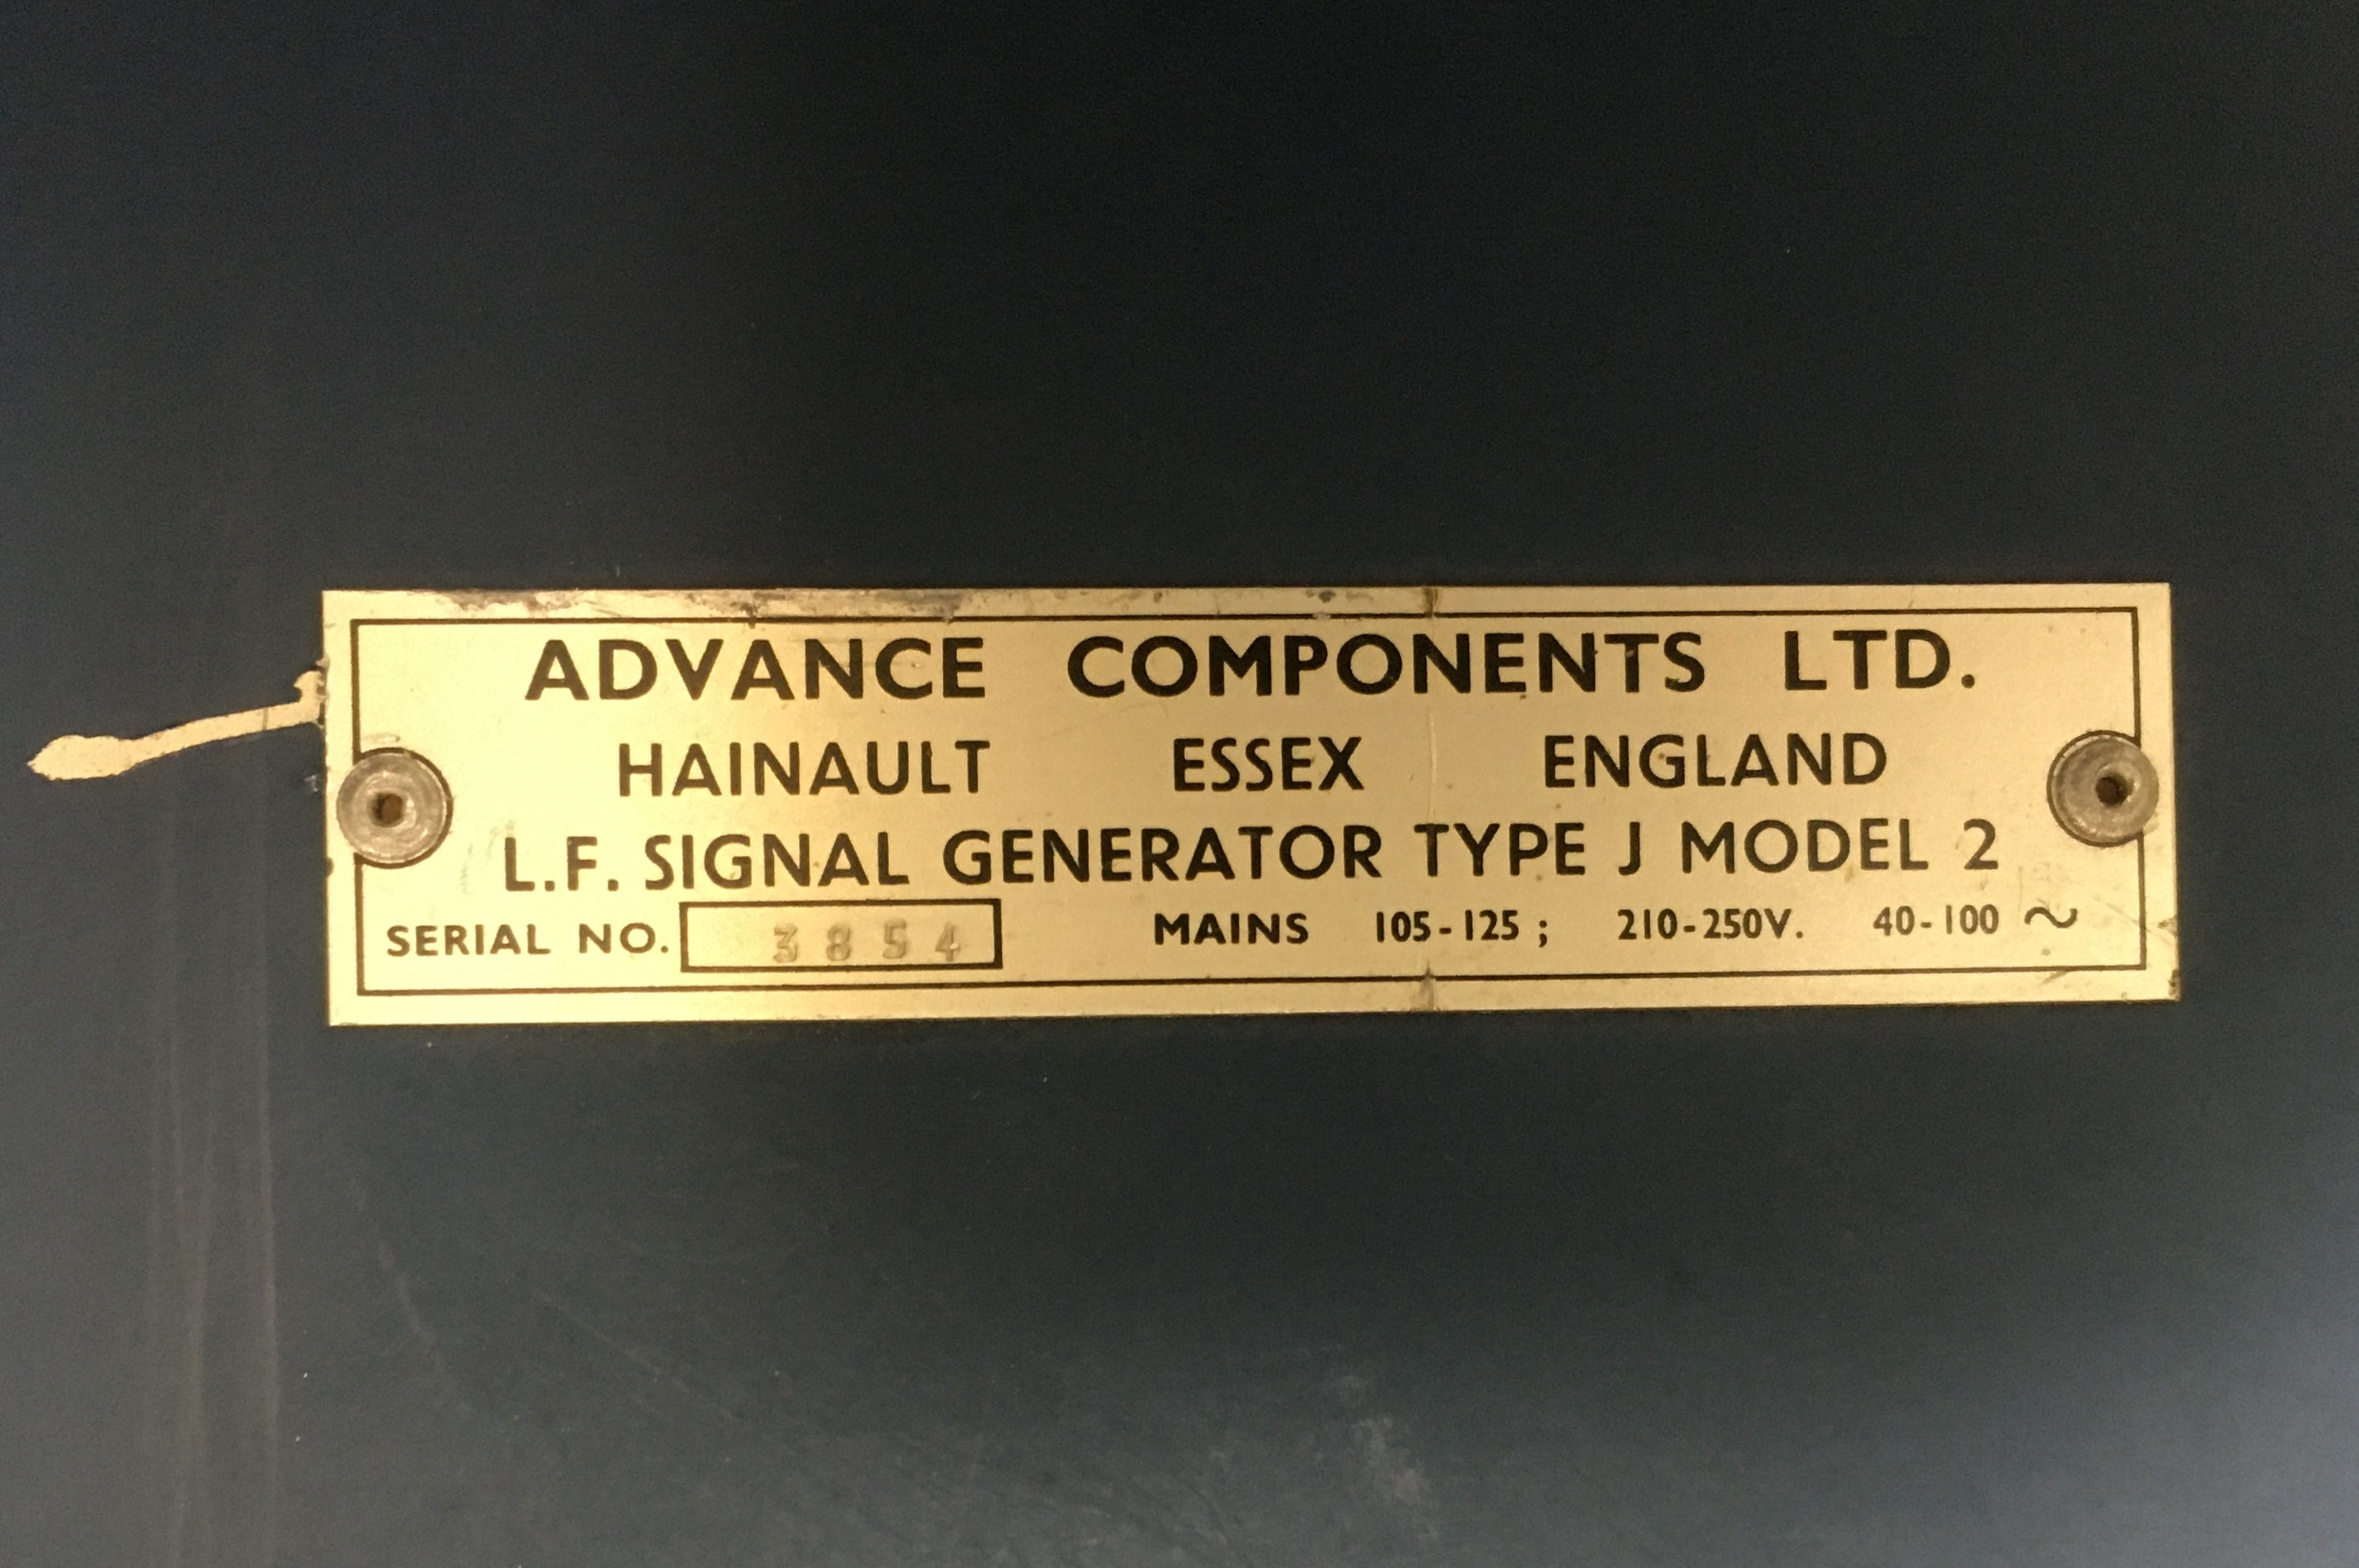 ADVANCE COMPONENTS LTD.
HAINAULT ESSEX ENGLAND
L.F. SIGNAL GENERATOR TYPE J MODEL 2
SERIAL NO. 3854 MAINS 105-125; 210-250V. 40-100 ~